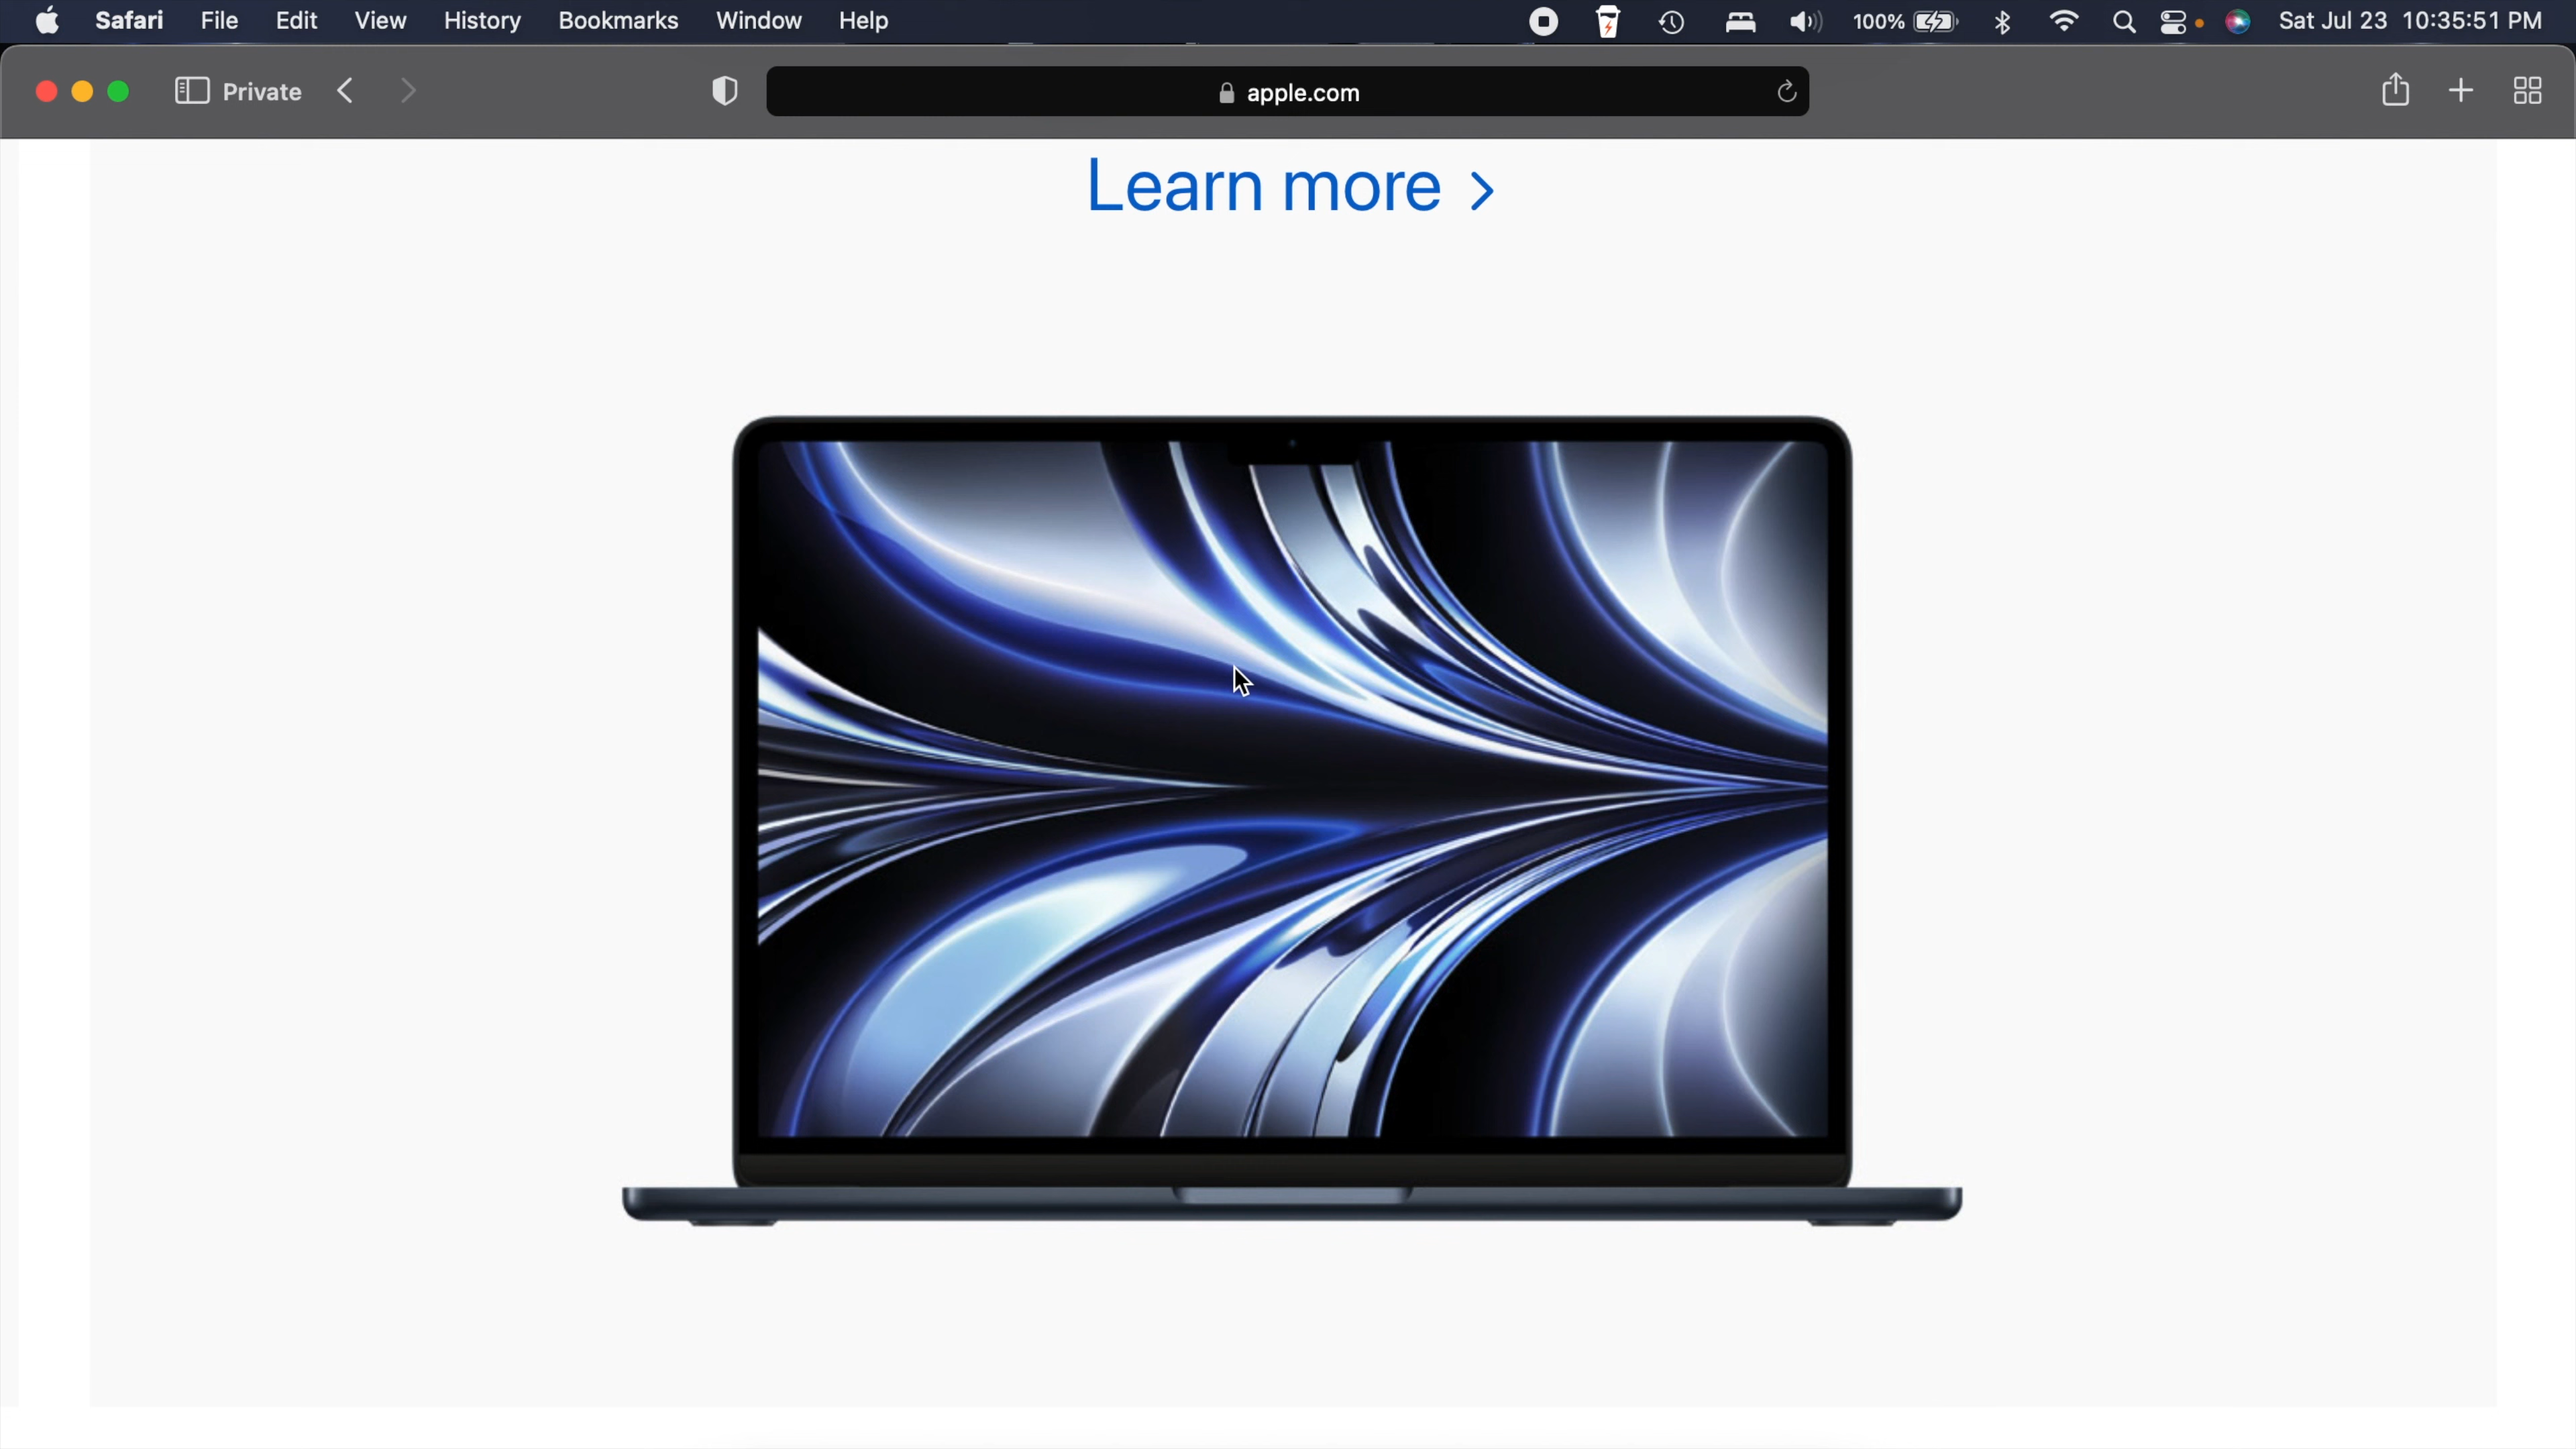 Safari File Edit View History Bookmarks Window Help 100% Sat Jul 23 10:35:51 PM
Private apple.com
Learn more >